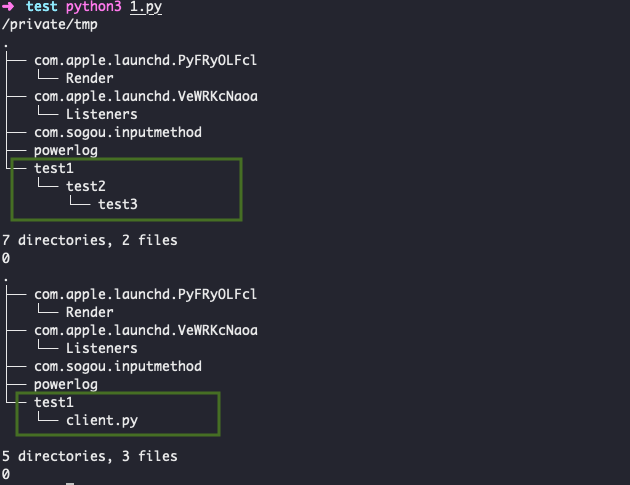 ➜ test python3 1.py
/private/tmp
.
├── com.apple.launchd.PyFRyOLFcl
│   └── Render
├── com.apple.launchd.VeWRKcNaoa
│   └── Listeners
├── com.sogou.inputmethod
├── powerlog
└── test1
    └── test2
        └── test3
7 directories, 2 files
0
.
├── com.apple.launchd.PyFRyOLFcl
│   └── Render
├── com.apple.launchd.VeWRKcNaoa
│   └── Listeners
├── com.sogou.inputmethod
├── powerlog
└── test1
    └── client.py
5 directories, 3 files
0